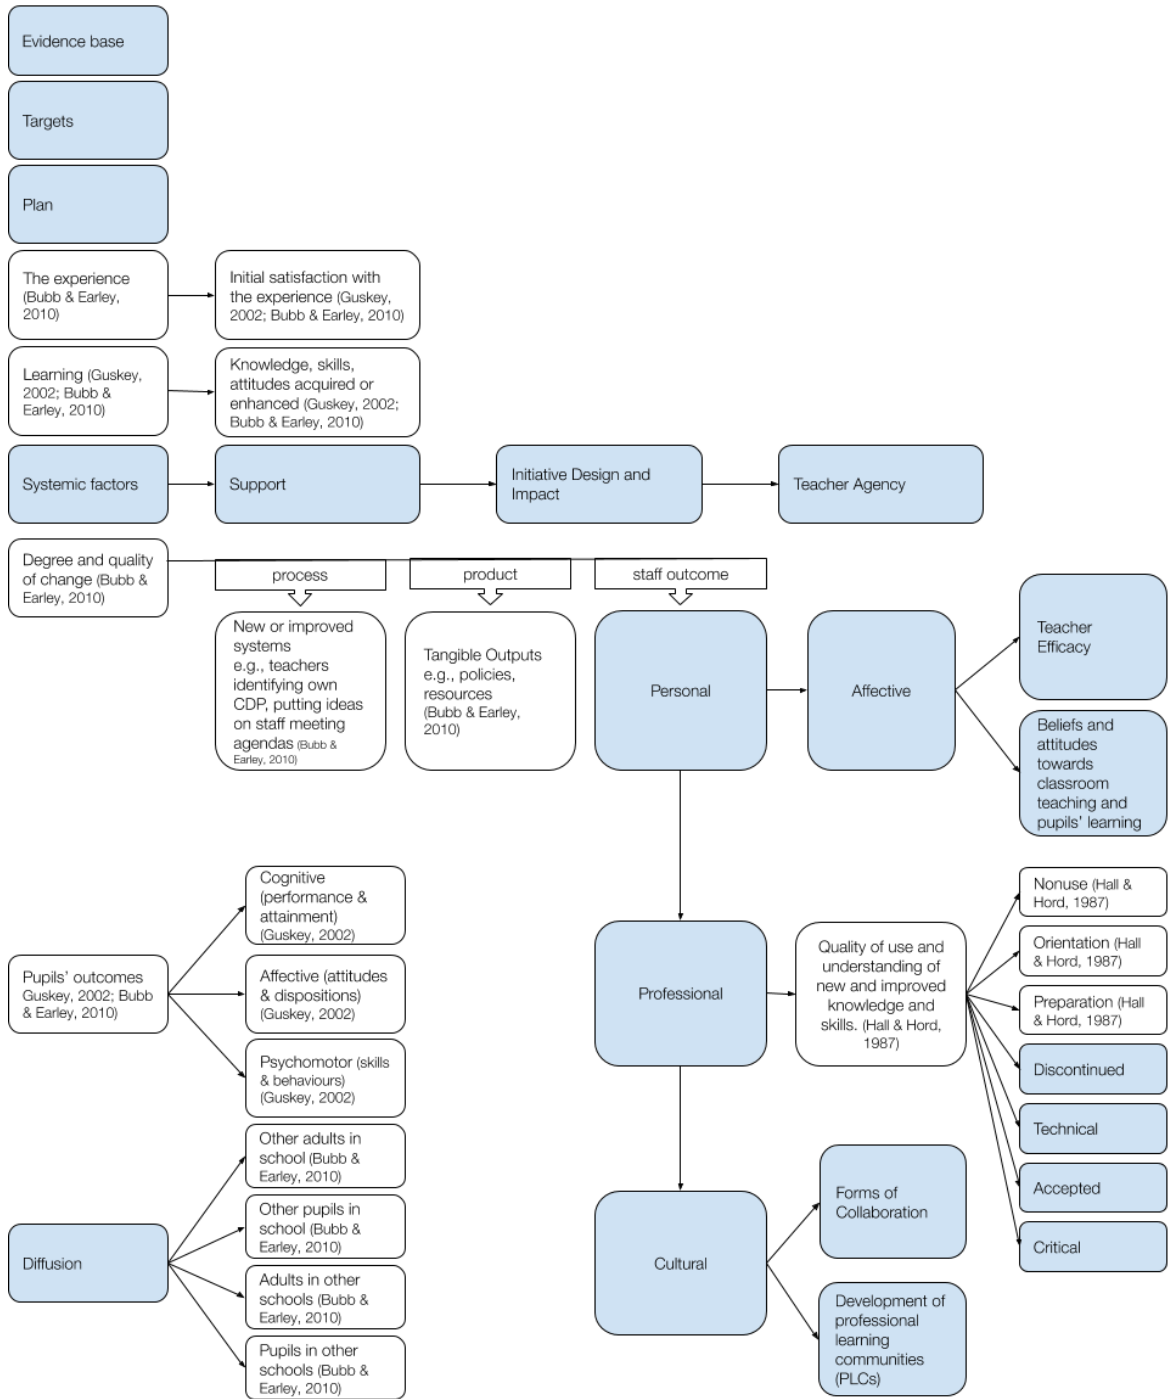 Evidence base
Targets
Plan
The experience
(Bubb & Earley,
2010)
Initial satisfaction with
the experience (Guskey,
2002; Bubb & Earley, 2010)
Learning (Guskey,
2002; Bubb &
Earley, 2010)
Knowledge, skills,
attitudes acquired or
enhanced (Guskey, 2002;
Bubb & Earley, 2010)
Systemic factors
Support
Initiative Design and
Impact
Teacher Agency
Degree and quality
of change (Bubb &
Earley, 2010)
process
product
staff outcome
New or improved
systems
e.g., teachers
identifying own
CDP, putting ideas
on staff meeting
agendas (Bubb &
Earley, 2010)
Tangible Outputs
e.g., policies,
resources
(Bubb & Earley,
2010)
Personal
Affective
Teacher
Efficacy
Beliefs and
attitudes
towards
classroom
teaching and
pupils' learning
Pupils' outcomes
Guskey, 2002; Bubb
& Earley, 2010)
Cognitive
(performance &
attainment)
(Guskey, 2002)
Affective (attitudes
& dispositions)
(Guskey, 2002)
Psychomotor (skills
& behaviours)
(Guskey, 2002)
Professional
Quality of use and
understanding of
new and improved
knowledge and
skills. (Hall & Hord,
1987)
Nonuse (Hall &
Hord, 1987)
Orientation (Hall
& Hord, 1987)
Preparation (Hall
& Hord, 1987)
Discontinued
Technical
Accepted
Critical
Diffusion
Other adults in
school (Bubb &
Earley, 2010)
Other pupils in
school (Bubb &
Earley, 2010)
Adults in other
schools (Bubb &
Earley, 2010)
Pupils in other
schools (Bubb &
Earley, 2010)
Cultural
Forms of
Collaboration
Development of
professional
learning
communities
(PLCs)